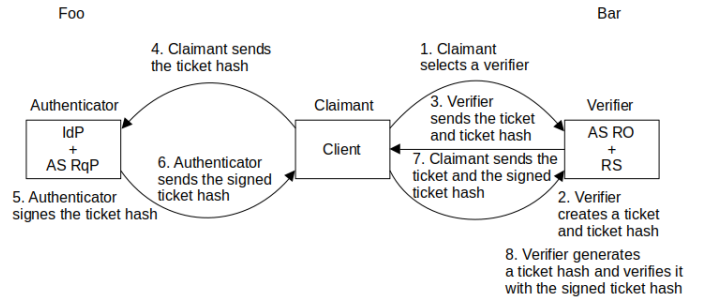 Foo
Bar
4. Claimant sends
the ticket hash
1. Claimant
selects a verifier
Authenticator
Claimant
Verifier
3. Verifier
sends the ticket
and ticket hash
IdP
+
AS RqP
Client
AS RO
+
RS
6. Authenticator
sends the signed
ticket hash
7. Claimant sends the
ticket and the signed
ticket hash
5. Authenticator
signes the ticket hash
2. Verifier
creates a ticket
and ticket hash
8. Verifier generates
a ticket hash and verifies it
with the signed ticket hash